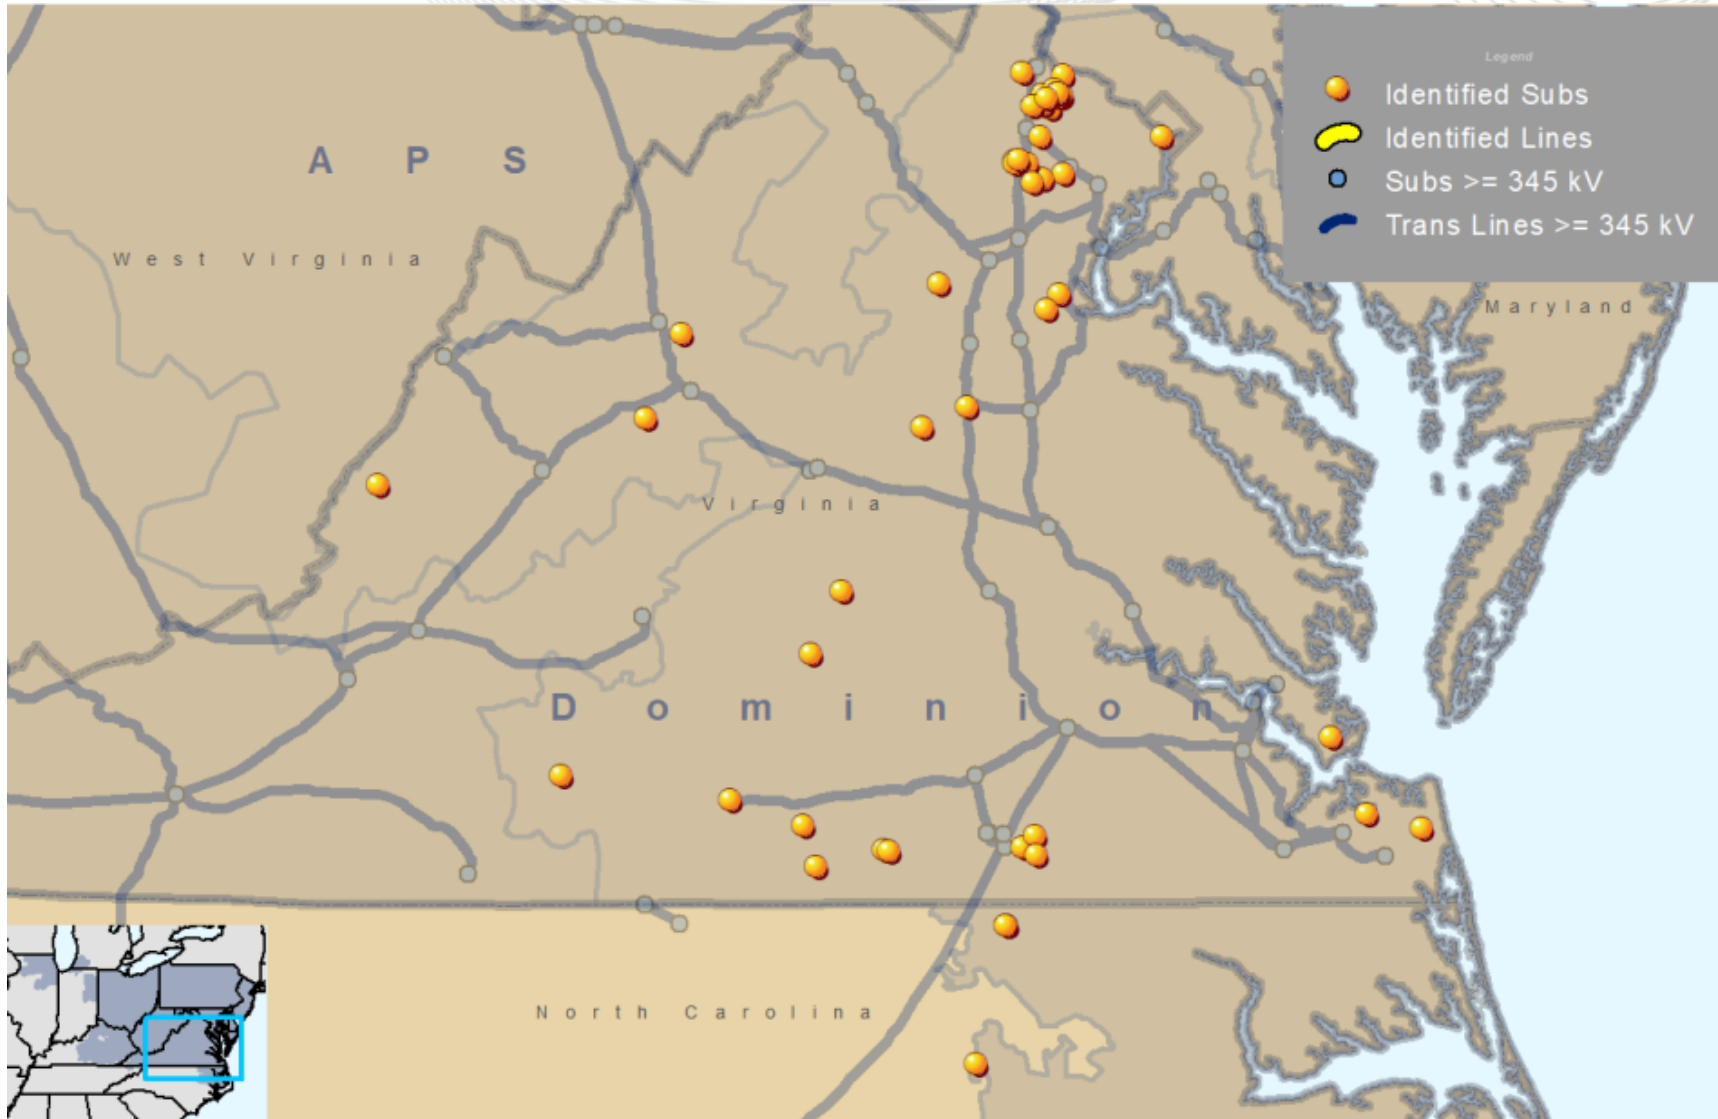 Legend
Identified Subs
Identified Lines
Subs >= 345 kV
Trans Lines >= 345 kV
A P S
West Virginia
Maryland
Virginia
Dominion
North Carolina